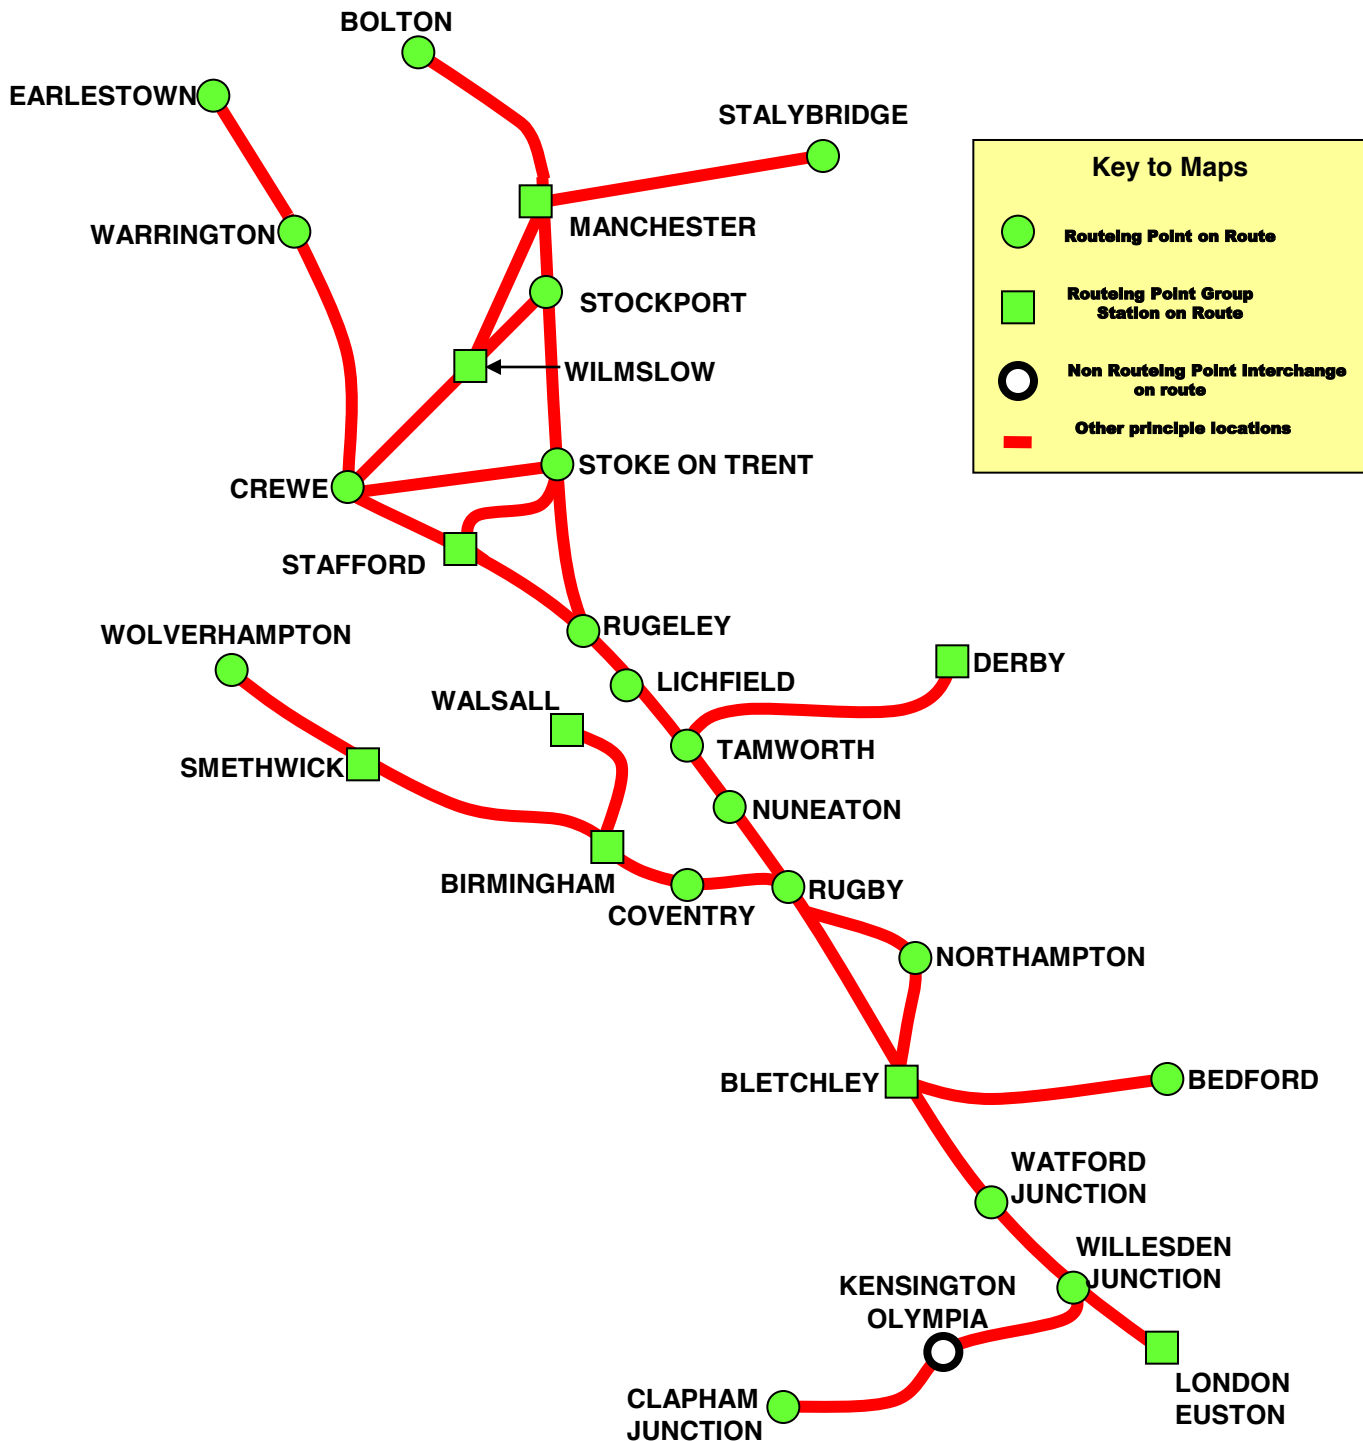 BOLTON
EARLESTOWN
STALYBRIDGE
Key to Maps
WARRINGTON
MANCHESTER
Routeing Point on Route
STOCKPORT
Routeing Point Group
Station on Route
WILMSLOW
Non Routeing Point Interchange
on route
Other principle locations
STOKE ON TRENT
CREWE
STAFFORD
RUGELEY
WOLVERHAMPTON
DERBY
LICHFIELD
WALSALL
TAMWORTH
SMETHWICK
NUNEATON
BIRMINGHAM
RUGBY
COVENTRY
NORTHAMPTON
BLETCHLEY
BEDFORD
WATFORD
JUNCTION
WILLESDEN
JUNCTION
KENSINGTON
OLYMPIA
LONDON
EUSTON
CLAPHAM
JUNCTION